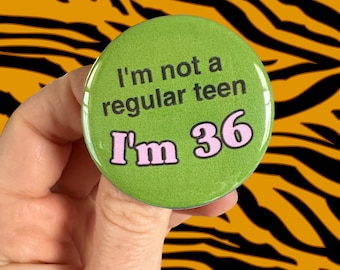 I'm not a
regular teen
I'm 36